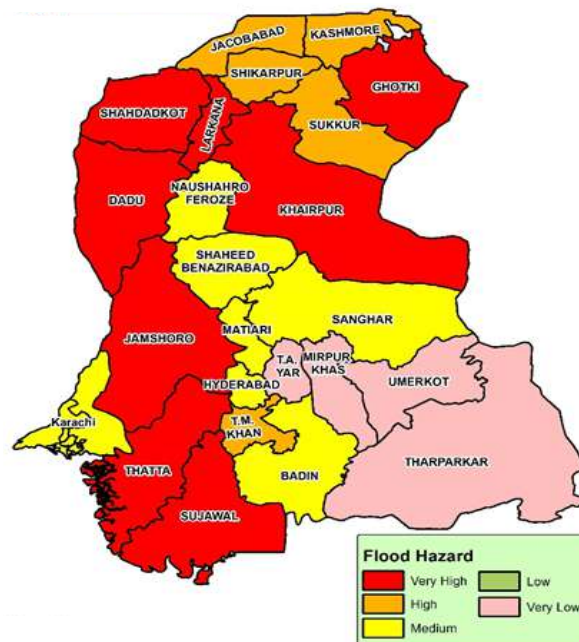 JACOBABAD
KASHMORE
SHIKARPUR
GHOTKI
SHAHDADKOT
LARKANA
SUKKUR
NAUSHAHRO
FEROZE
DADU
KHAIRPUR
SHAHEED
BENAZIRABAD
SANGHAR
JAMSHORO
MATIARI
T.A.
YAR
MIRPUR
KHAS
UMERKOT
HYDERABAD
Karachi
T.M.
KHAN
THARPARKAR
THATTA
BADIN
SUJAWAL
Flood Hazard
Very High
Low
High
Very Low
Medium